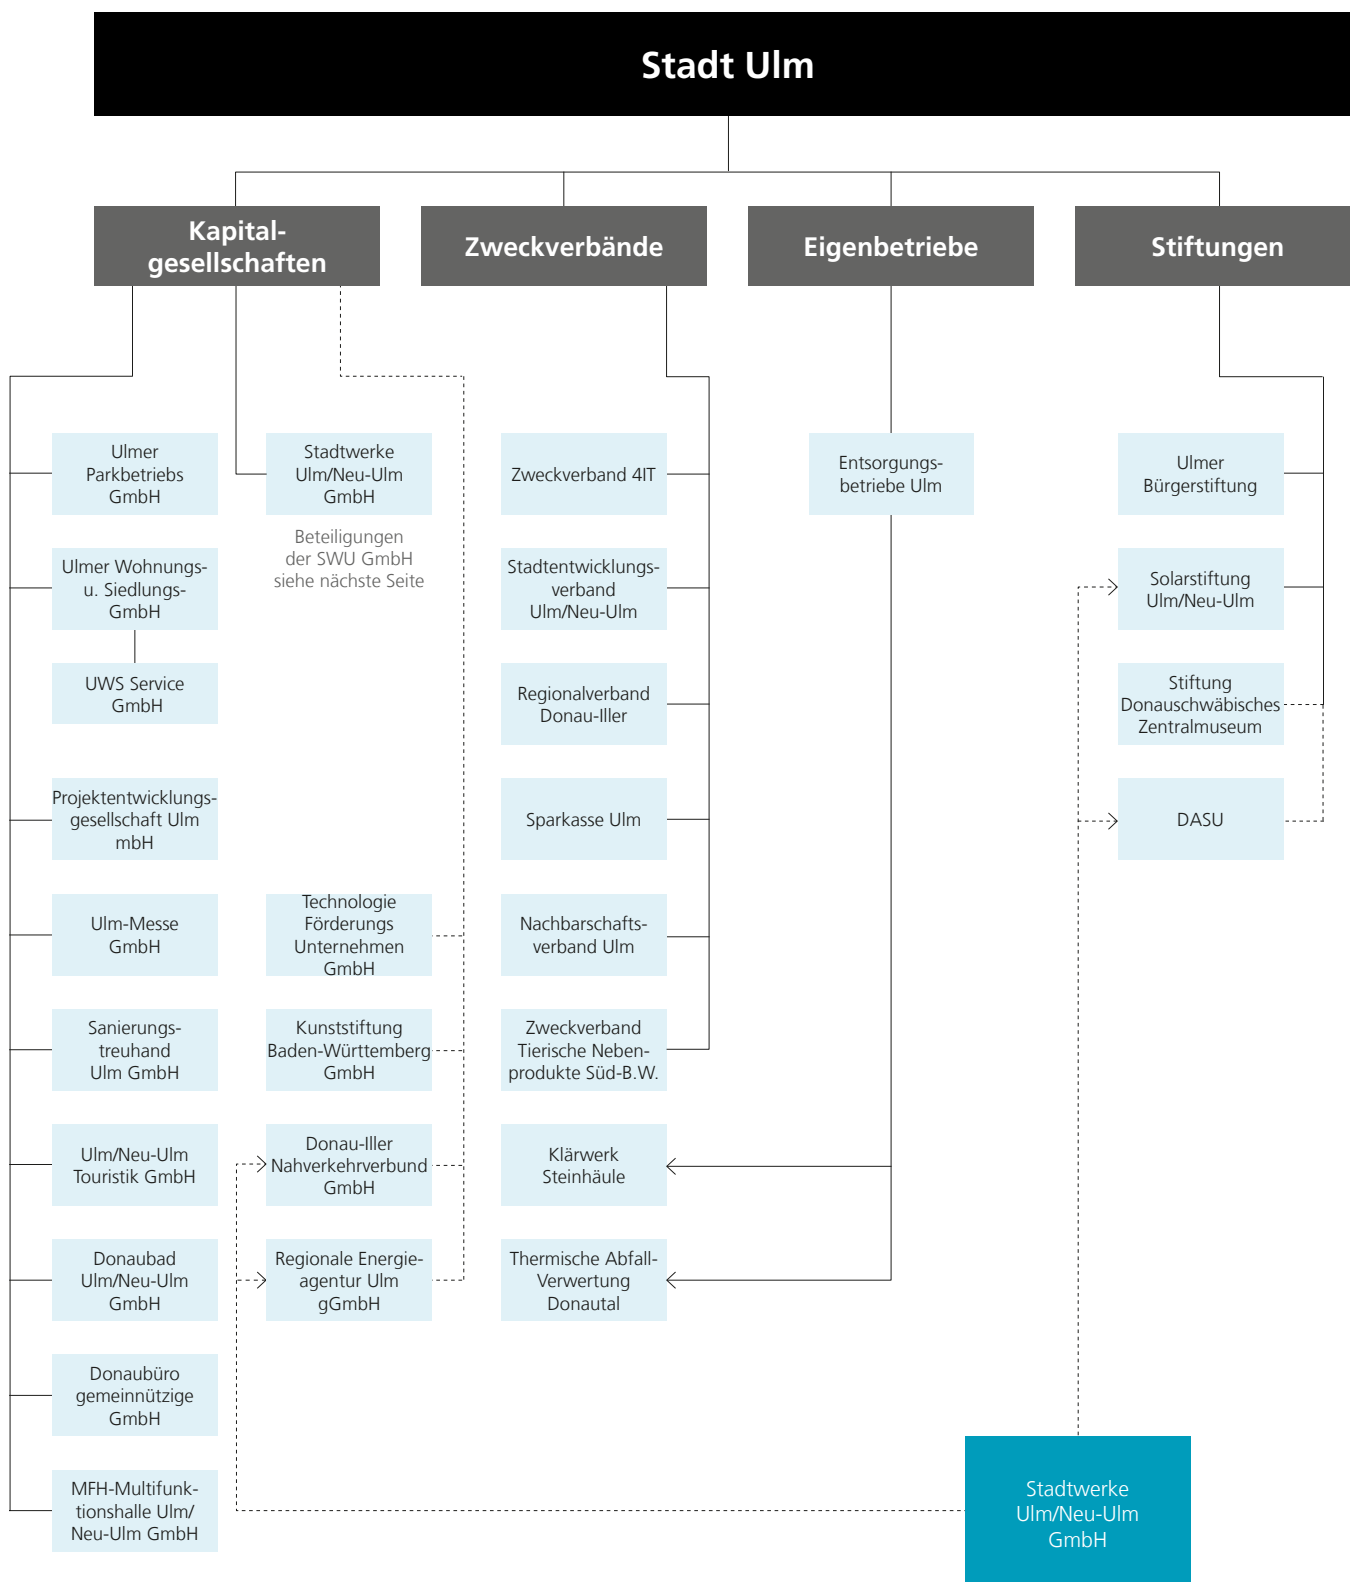 Stadt Ulm
Kapital-
gesellschaften
Zweckverbände
Eigenbetriebe
Stiftungen
Ulmer
Parkbetriebs
GmbH
Ulmer Wohnungs-
u. Siedlungs-
GmbH
UWS Service
GmbH
Projektentwicklungs-
gesellschaft Ulm
mbH
Ulm-Messe
GmbH
Sanierungs-
treuhand
Ulm GmbH
Ulm/Neu-Ulm
Touristik GmbH
Donaubad
Ulm/Neu-Ulm
GmbH
Donaubüro
gemeinnützige
GmbH
MFH-Multifunk-
tionshalle Ulm/
Neu-Ulm GmbH
Stadtwerke
Ulm/Neu-Ulm
GmbH
Beteiligungen
der SWU GmbH
siehe nächste Seite
Technologie
Förderungs
Unternehmen
GmbH
Kunststiftung
Baden-Württemberg
GmbH
Donau-Iller
Nahverkehrverbund
GmbH
Regionale Energie-
agentur Ulm
gGmbH
Zweckverband 4IT
Stadtentwicklungs-
verband
Ulm/Neu-Ulm
Regionalverband
Donau-Iller
Sparkasse Ulm
Nachbarschafts-
verband Ulm
Zweckverband
Tierische Neben-
produkte Süd-B.W.
Klärwerk
Steinhäule
Thermische Abfall-
Verwertung
Donautal
Entsorgungs-
betriebe Ulm
Ulmer
Bürgerstiftung
Solarstiftung
Ulm/Neu-Ulm
Stiftung
Donauschwäbisches
Zentralmuseum
DASU
Stadtwerke
Ulm/Neu-Ulm
GmbH